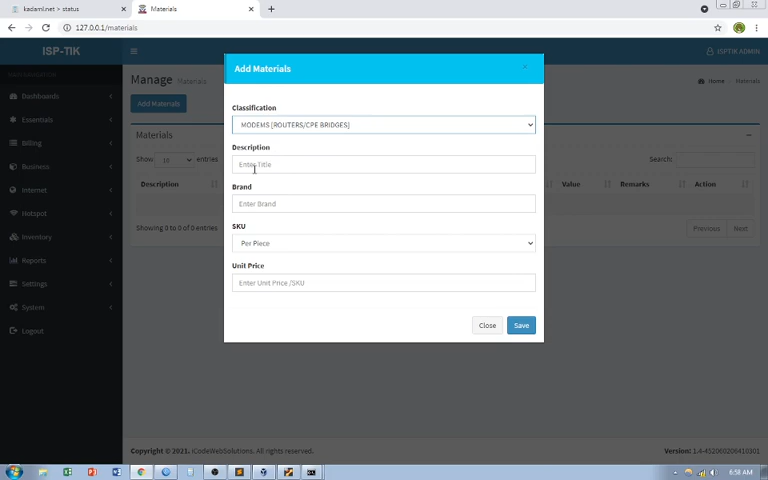 kadaml.net > status
Materials
127.0.0.1/materials
ISP-TIK
ISPTIK ADMIN
MAIN NAVIGATION
Dashboards
Essentials
Billing
Business
Internet
Hotspot
Inventory
Reports
Settings
System
Logout
Manage Materials
Home
Materials
Add Materials
Materials
Show 10 entries
Search:
Description
Value
Remarks
Action
Showing 0 to 0 of 0 entries
Previous
Next
Add Materials
×
Classification
MODEMS [ROUTERS/CPE BRIDGES]
Description
Enter Title
Brand
Enter Brand
SKU
Per Piece
Unit Price
Enter Unit Price /SKU
Close
Save
Copyright © 2021. iCodeWebSolutions. All rights reserved.
Version: 1.4-452060206410301
6:58 AM